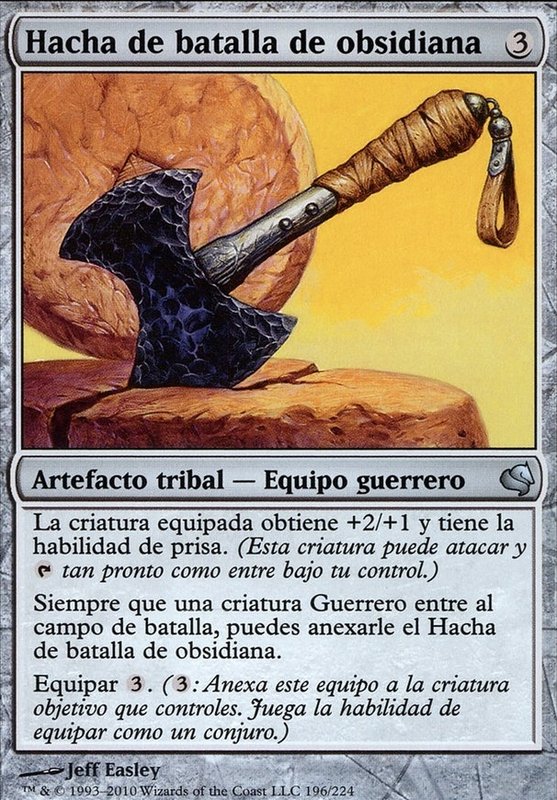 Hacha de batalla de obsidiana 3
Artefacto tribal — Equipo guerrero
La criatura equipada obtiene +2/+1 y tiene la
habilidad de prisa. (Esta criatura puede atacar y
tan pronto como entre bajo tu control.)
Siempre que una criatura Guerrero entre al
campo de batalla, puedes anexarle el Hacha
de batalla de obsidiana.
Equipar 3. (3: Anexa este equipo a la criatura
objetivo que controles. Juega la habilidad de
equipar como un conjuro.)
Jeff Easley
™ & © 1993–2010 Wizards of the Coast LLC 196/224